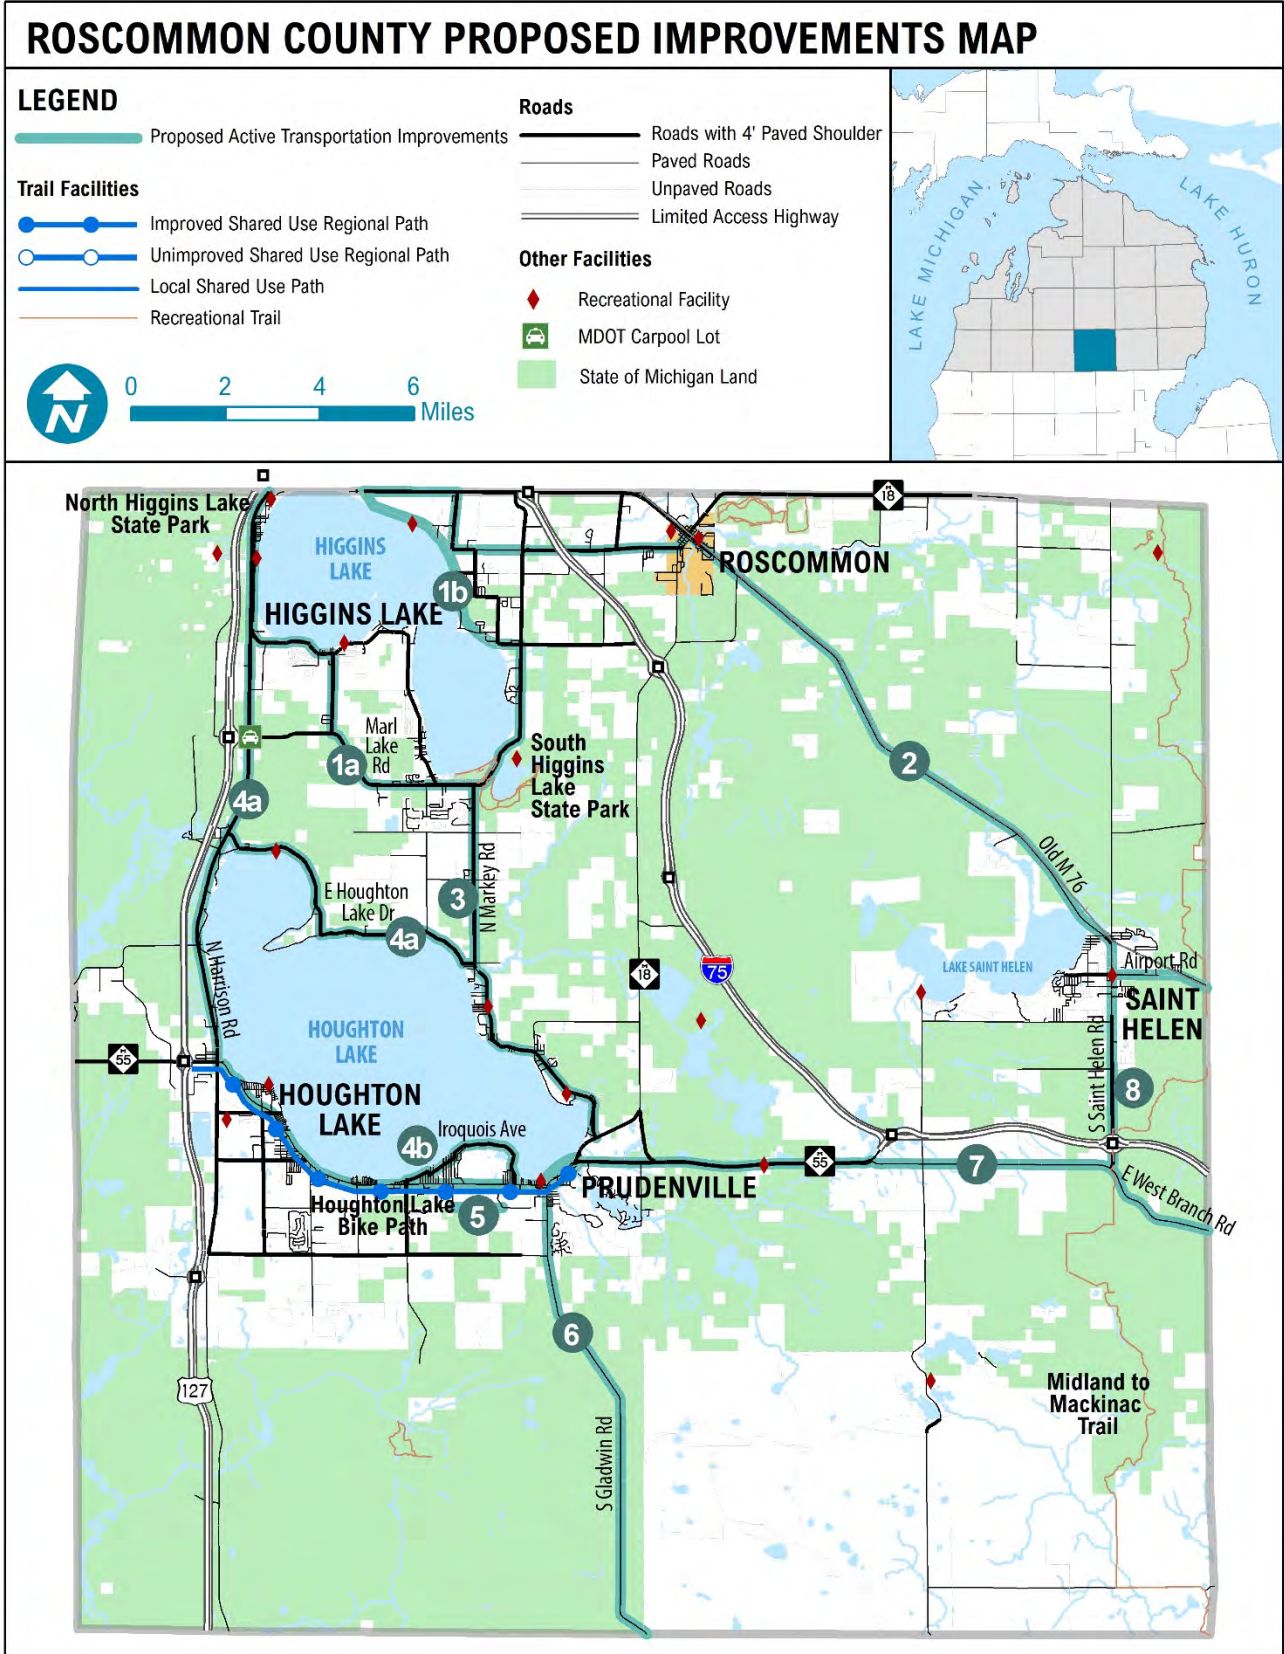 ROSCOMMON COUNTY PROPOSED IMPROVEMENTS MAP
LEGEND
Proposed Active Transportation Improvements
Trail Facilities
Improved Shared Use Regional Path
Unimproved Shared Use Regional Path
Local Shared Use Path
Recreational Trail
N
0 2 4 6
Miles
Roads
Roads with 4' Paved Shoulder
Paved Roads
Unpaved Roads
Limited Access Highway
Other Facilities
Recreational Facility
MDOT Carpool Lot
State of Michigan Land
LAKE MICHIGAN
LAKE HURON
North Higgins Lake
State Park
HIGGINS
LAKE
HIGGINS LAKE
1b
M
18
ROSCOMMON
Marl
Lake
Rd
1a
South
Higgins
Lake
State Park
2
4a
Old M 76
E Houghton
Lake Dr
3
N Markey Rd
4a
N Harrison Rd
M
18
75
LAKE SAINT HELEN
Airport Rd
SAINT
HELEN
HOUGHTON
LAKE
M
55
HOUGHTON
LAKE
S Saint Helen Rd
8
4b
Iroquois Ave
M
55
7
PRUDENVILLE
E West Branch Rd
Houghton Lake
Bike Path
5
6
127
S Gladwin Rd
Midland to
Mackinac
Trail